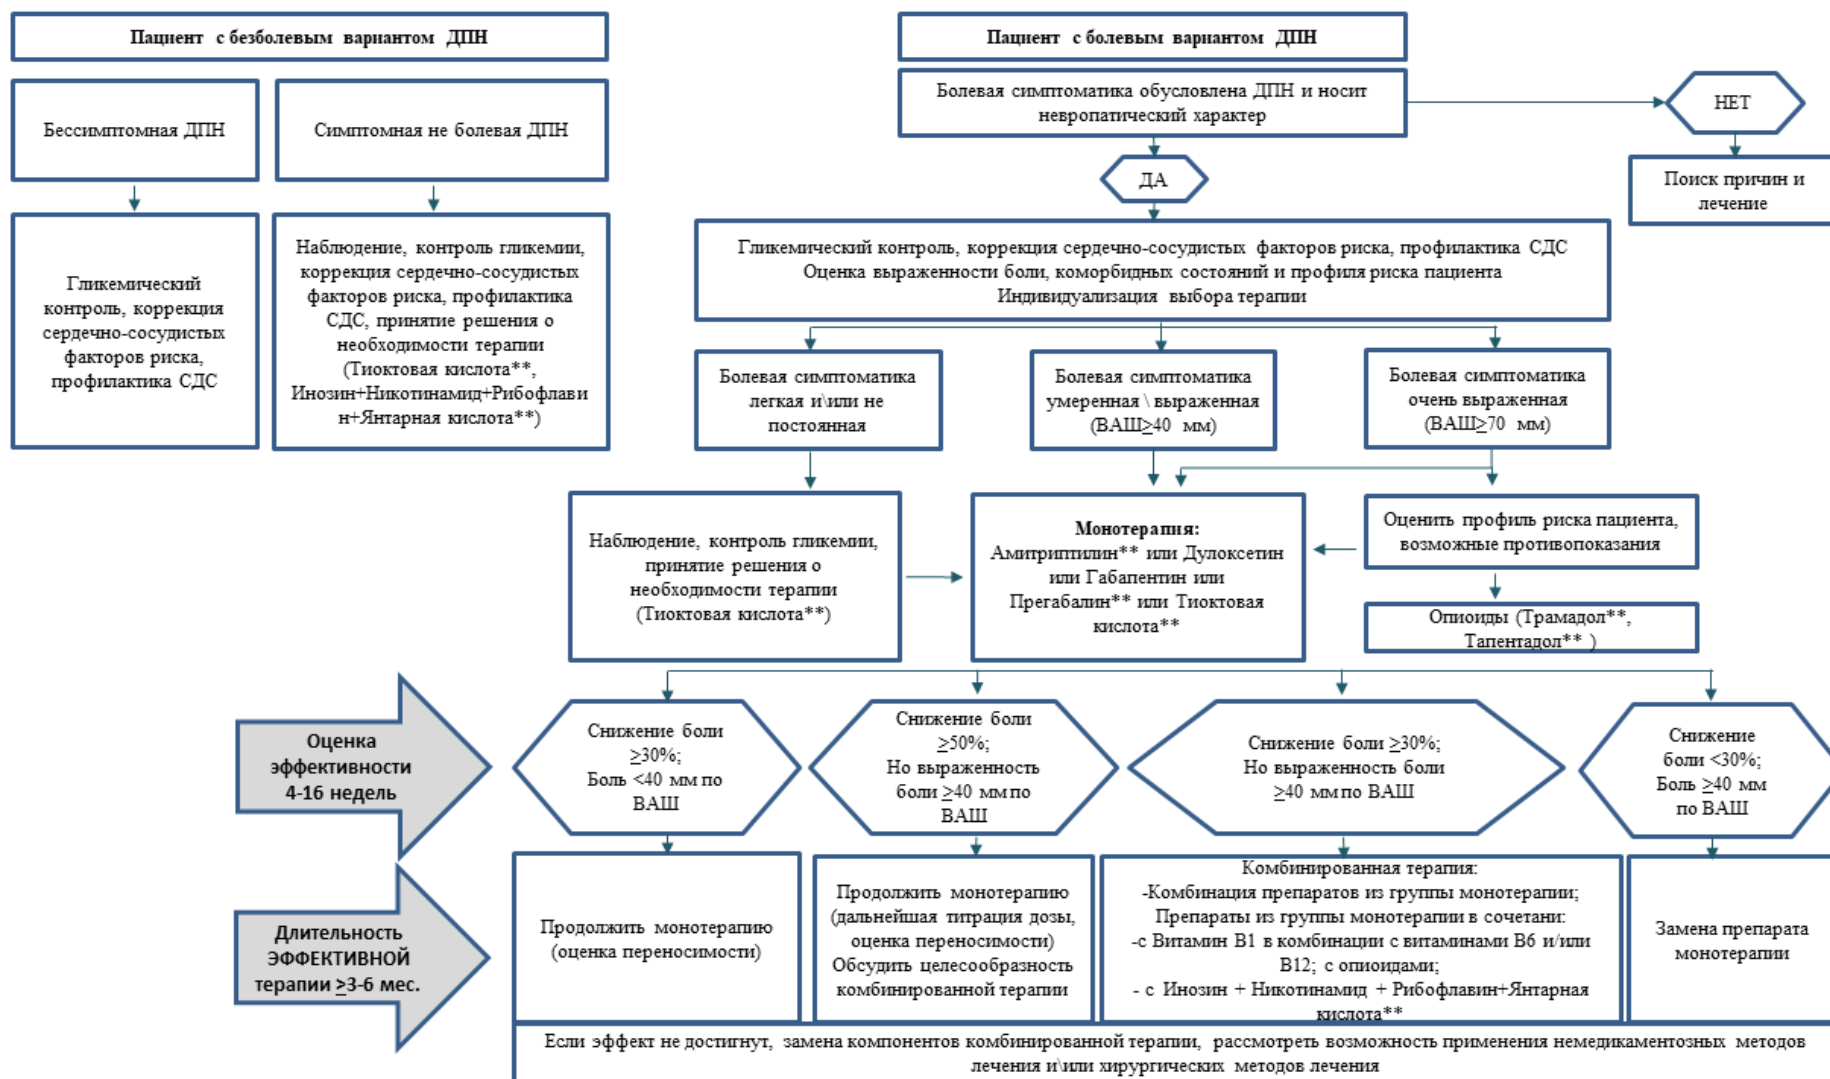 Пациент с безболевым вариантом ДПН
Бессимптомная ДПН
Симптомная не болевая ДПН
Гликемический
контроль, коррекция
сердечно-сосудистых
факторов риска,
профилактика СДС
Наблюдение, контроль гликемии,
коррекция сердечно-сосудистых
факторов риска, профилактика
СДС, принятие решения о
необходимости терапии
(Тиоктовая кислота**,
Инозин+Никотинамид+Рибофлави
н+Янтарная кислота**)
Пациент с болевым вариантом ДПН
Болевая симптоматика обусловлена ДПН и носит
невропатический характер
НЕТ
Поиск причин и
лечение
ДА
Гликемический контроль, коррекция сердечно-сосудистых факторов риска, профилактика СДС
Оценка выраженности боли, коморбидных состояний и профиля риска пациента
Индивидуализация выбора терапии
Болевая симптоматика
легкая и\или не
постоянная
Болевая симптоматика
умеренная \ выраженная
(ВАШ≥40 мм)
Болевая симптоматика
очень выраженная
(ВАШ≥70 мм)
Наблюдение, контроль гликемии,
принятие решения о
необходимости терапии
(Тиоктовая кислота**)
Монотерапия:
Амитриптилин** или Дулоксетин
или Габапентин или
Прегабалин** или Тиоктовая
кислота**
Оценить профиль риска пациента,
возможные противопоказания
Опиоиды (Трамадол**,
Тапентадол** )
Оценка
эффективности
4-16 недель
Снижение боли
≥30%;
Боль <40 мм по
ВАШ
Снижение боли
≥50%;
Но выраженность
боли ≥40 мм по
ВАШ
Снижение боли ≥30%;
Но выраженность боли
≥40 мм по ВАШ
Снижение
боли <30%;
Боль ≥40 мм
по ВАШ
Длительность
ЭФФЕКТИВНОЙ
терапии ≥3-6 мес.
Продолжить монотерапию
(оценка переносимости)
Продолжить монотерапию
(дальнейшая титрация дозы,
оценка переносимости)
Обсудить целесообразность
комбинированной терапии
Комбинированная терапия:
-Комбинация препаратов из группы монотерапии;
Препараты из группы монотерапии в сочетани:
-с Витамин В1 в комбинации с витаминами В6 и/или
В12; с опиоидами;
- с Инозин + Никотинамид + Рибофлавин+Янтарная
кислота**
Замена препарата
монотерапии
Если эффект не достигнут, замена компонентов комбинированной терапии, рассмотреть возможность применения немедикаментозных методов
лечения и\или хирургических методов лечения